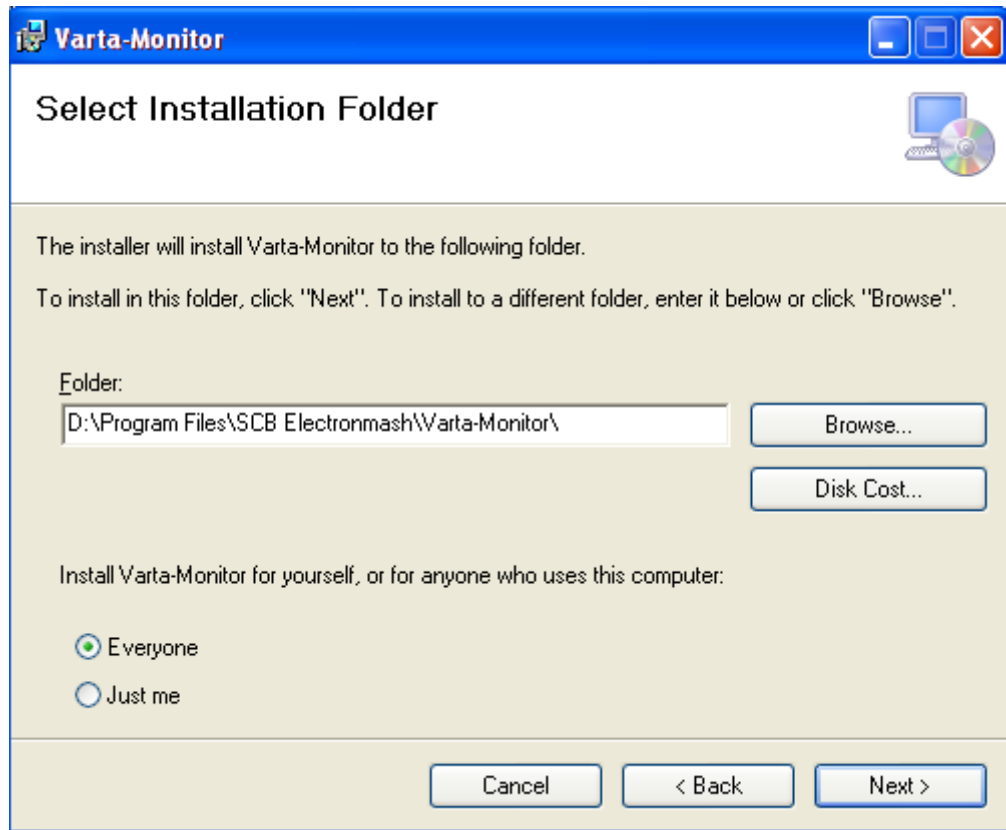 Varta-Monitor
Select Installation Folder
The installer will install Varta-Monitor to the following folder.
To install in this folder, click "Next". To install to a different folder, enter it below or click "Browse".
Folder:
D:\Program Files\SCB Electronmash\Varta-Monitor\
Browse...
Disk Cost...
Install Varta-Monitor for yourself, or for anyone who uses this computer:
Everyone
Just me
Cancel
< Back
Next >